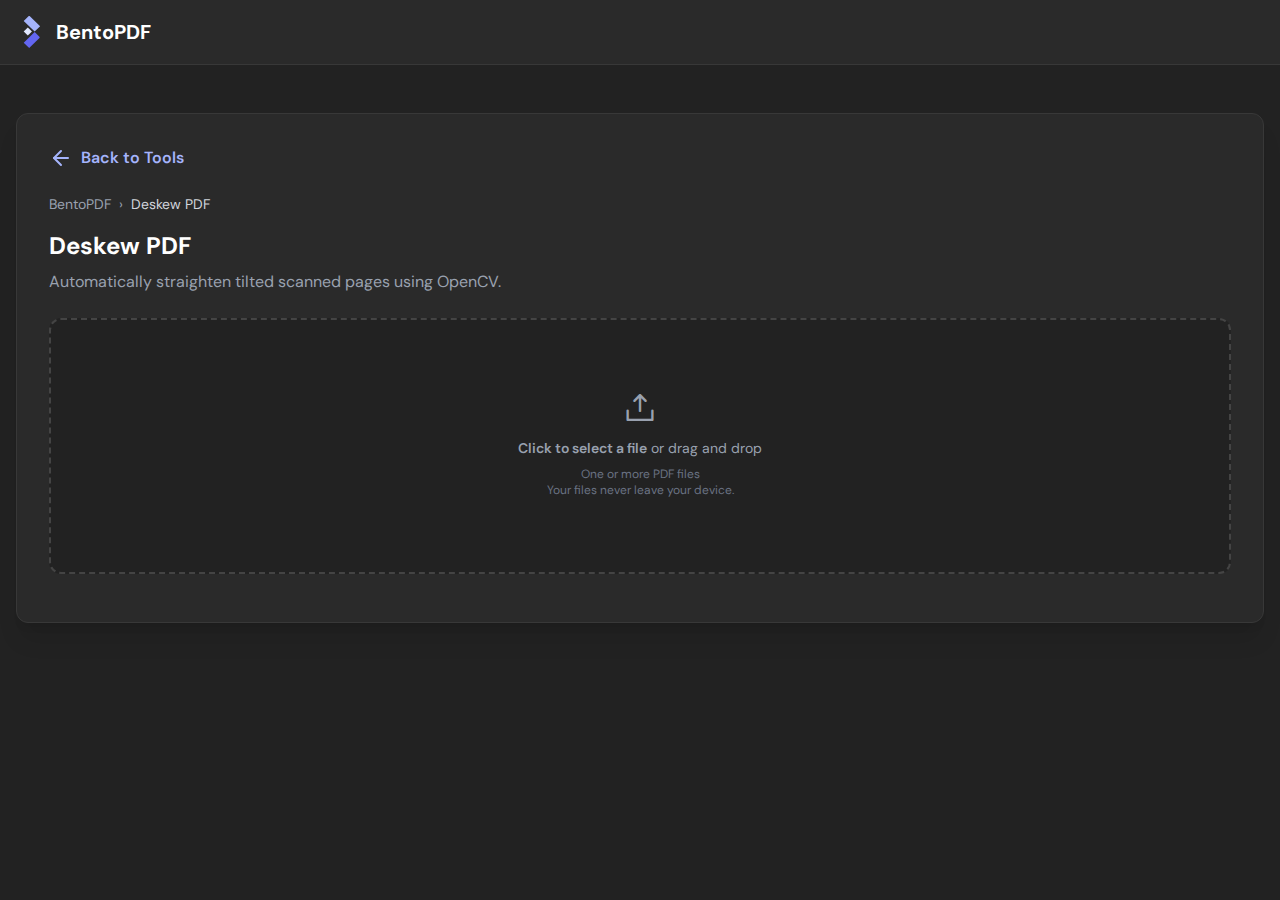 BentoPDF
Back to Tools
BentoPDF › Deskew PDF
Deskew PDF
Automatically straighten tilted scanned pages using OpenCV.
Click to select a file or drag and drop
One or more PDF files
Your files never leave your device.